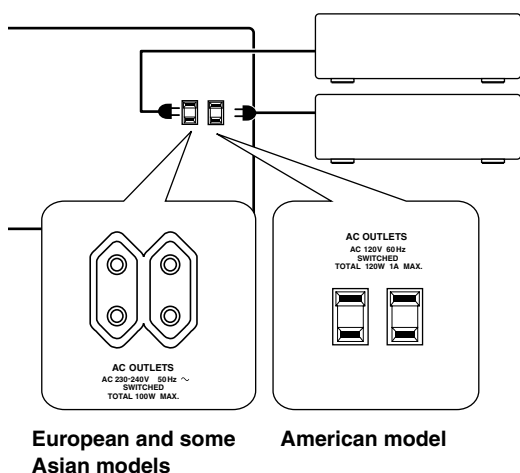 AC OUTLETS
AC 120V 60Hz
SWITCHED
TOTAL 120W 1A MAX.
AC OUTLETS
AC 230-240V 50Hz ~
SWITCHED
TOTAL 100W MAX.
European and some
Asian models
American model